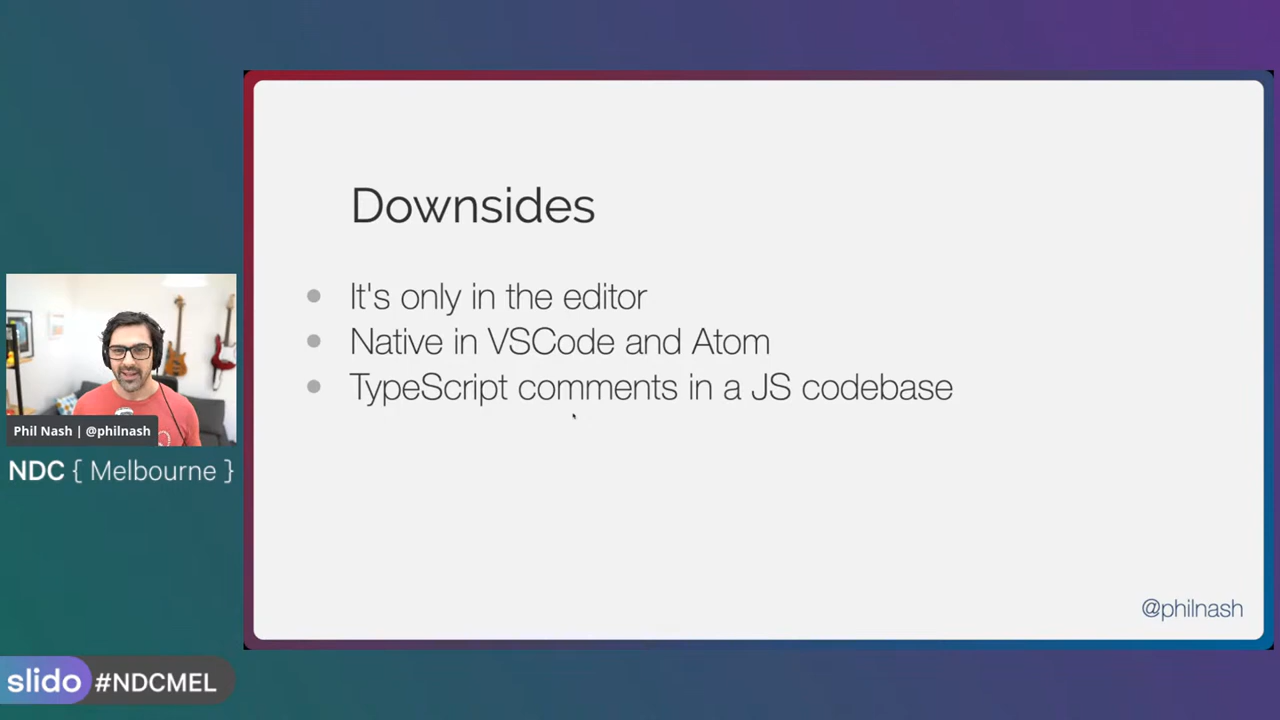 Downsides
It's only in the editor
Native in VSCode and Atom
TypeScript comments in a JS codebase
@philnash
Phil Nash | @philnash
NDC { Melbourne }
slido #NDCMEL